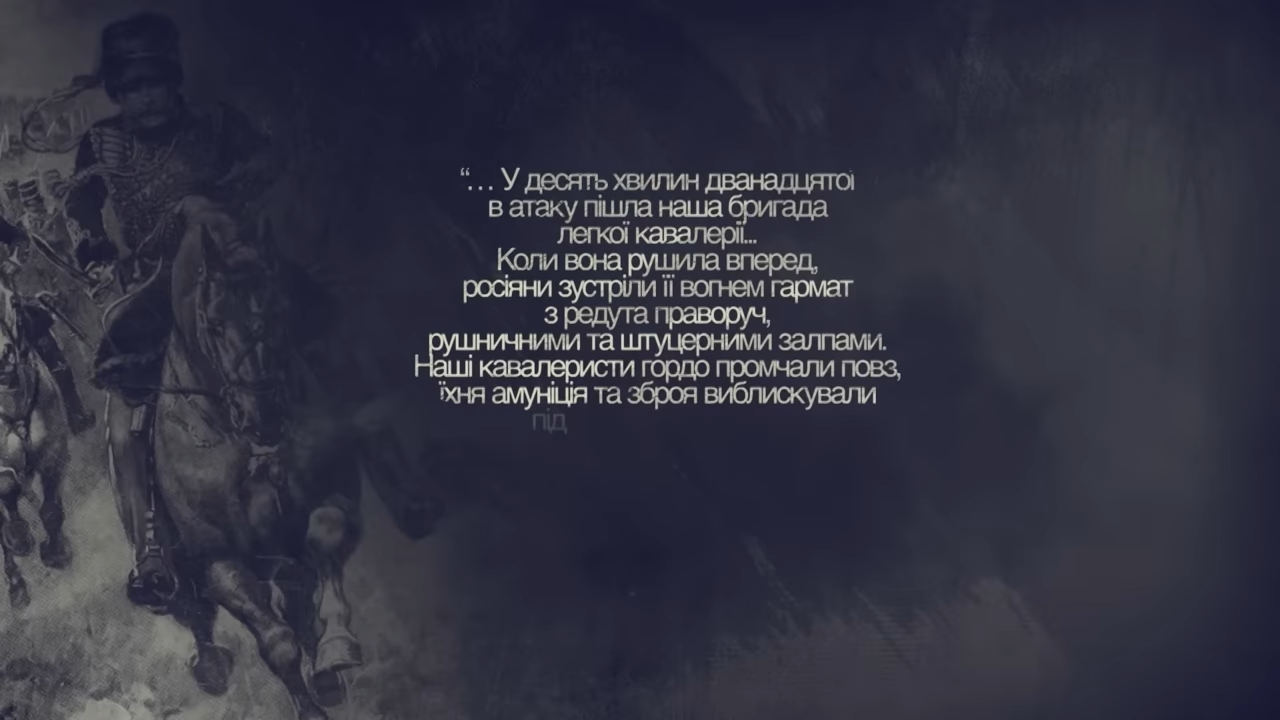 “… У десять хвилин дванадцятої
в атаку пішла наша бригада
легкої кавалерії...
Коли вона рушила вперед,
росіяни зустріли її вогнем гармат
з редута праворуч,
рушничними та штуцерними залпами.
Наші кавалеристи гордо промчали повз,
їхня амуніція та зброя виблискували
під